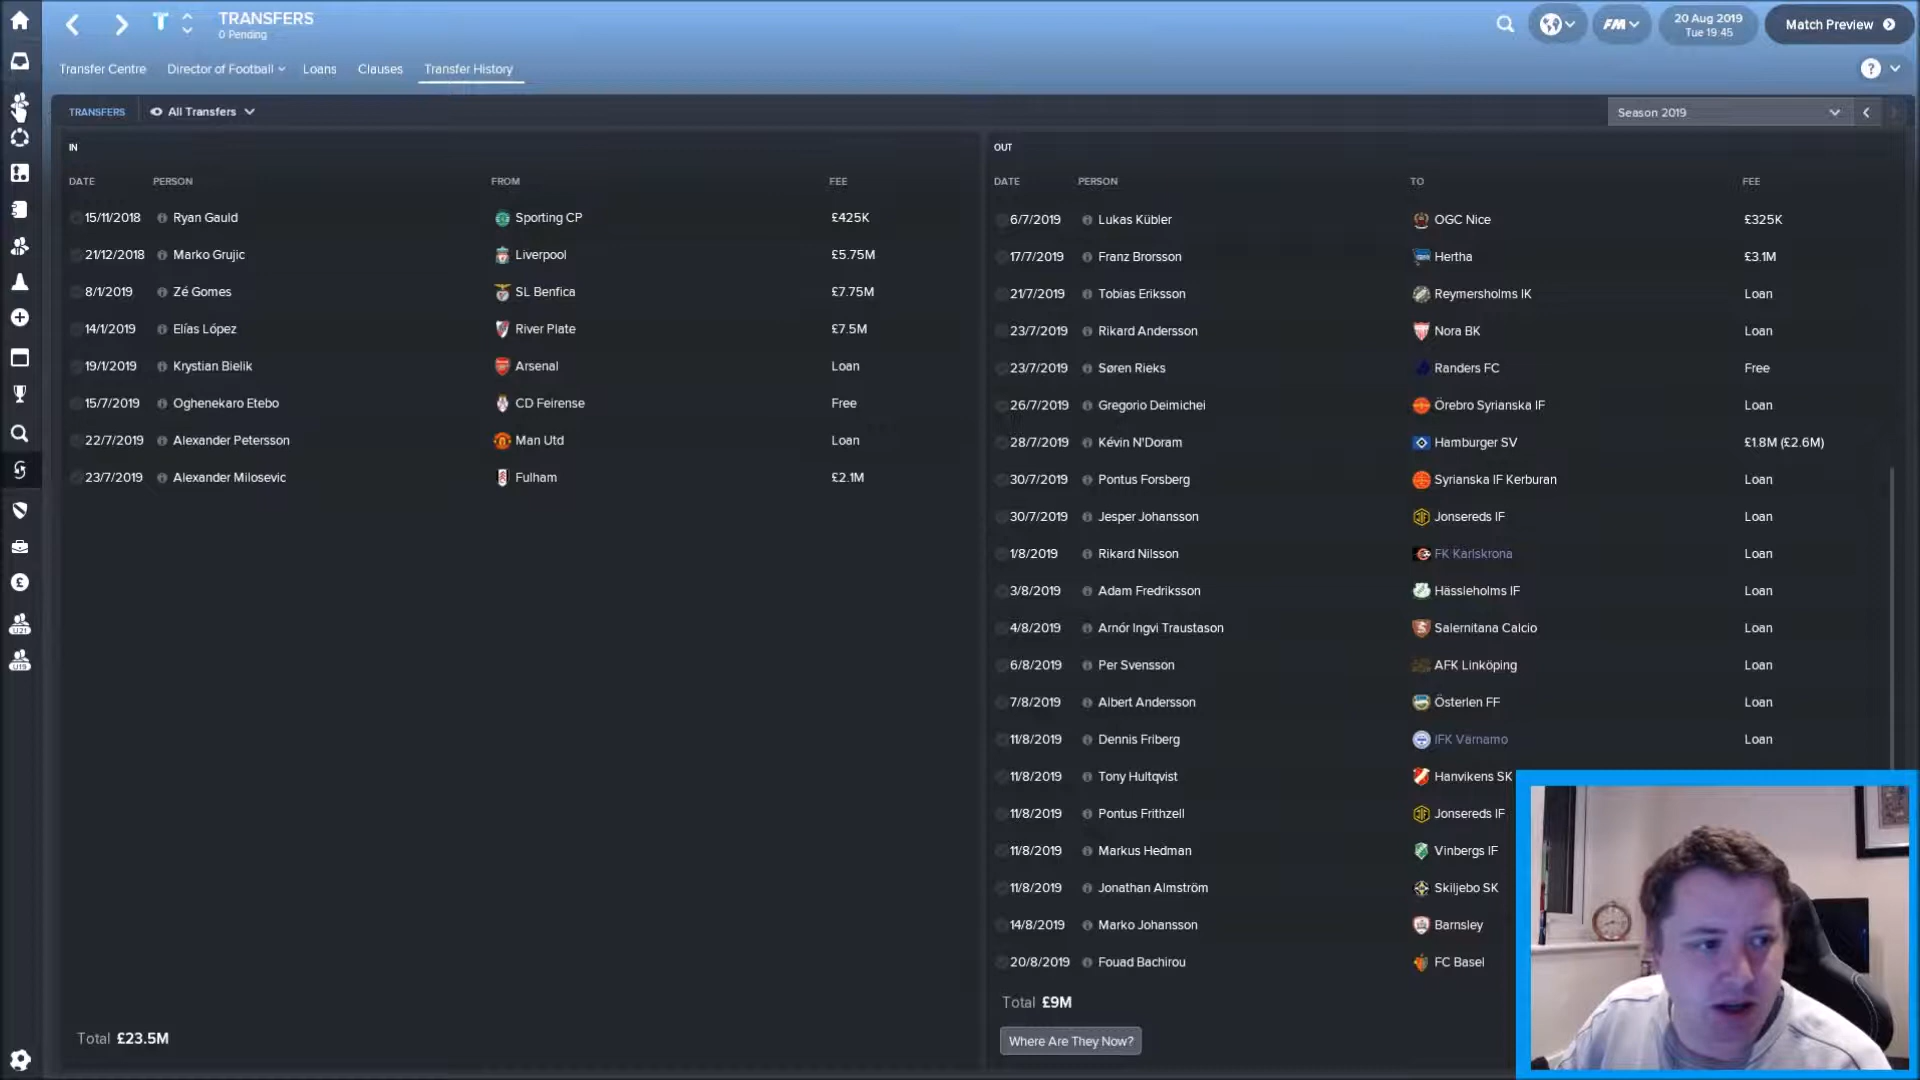 TRANSFERS
0 Pending
FM
20 Aug 2019
Tue 19:45
Match Preview
Transfer Centre
Director of Football
Loans
Clauses
Transfer History
?
TRANSFERS
All Transfers
Season 2019
IN
DATE PERSON FROM FEE
15/11/2018 Ryan Gauld Sporting CP £425K
21/12/2018 Marko Grujic Liverpool £5.75M
8/1/2019 Zé Gomes SL Benfica £7.75M
14/1/2019 Elías López River Plate £7.5M
19/1/2019 Krystian Bielik Arsenal Loan
15/7/2019 Oghenekaro Etebo CD Feirense Free
22/7/2019 Alexander Petersson Man Utd Loan
23/7/2019 Alexander Milosevic Fulham £2.1M
Total £23.5M
OUT
DATE PERSON TO FEE
6/7/2019 Lukas Kübler OGC Nice £325K
17/7/2019 Franz Brorsson Hertha £3.1M
21/7/2019 Tobias Eriksson Reymersholms IK Loan
23/7/2019 Rikard Andersson Nora BK Loan
23/7/2019 Søren Rieks Randers FC Free
26/7/2019 Gregorio Deimichei Örebro Syrianska IF Loan
28/7/2019 Kévin N'Doram Hamburger SV £1.8M (£2.6M)
30/7/2019 Pontus Forsberg Syrianska IF Kerburan Loan
30/7/2019 Jesper Johansson Jonsereds IF Loan
1/8/2019 Rikard Nilsson FK Karlskrona Loan
3/8/2019 Adam Fredriksson Hässleholms IF Loan
4/8/2019 Arnór Ingvi Traustason Salernitana Calcio Loan
6/8/2019 Per Svensson AFK Linköping Loan
7/8/2019 Albert Andersson Österlen FF Loan
11/8/2019 Dennis Friberg IFK Värnamo Loan
11/8/2019 Tony Hultqvist Hanvikens SK
11/8/2019 Pontus Frithzell Jonsereds IF
11/8/2019 Markus Hedman Vinbergs IF
11/8/2019 Jonathan Almström Skiljebo SK
14/8/2019 Marko Johansson Barnsley
20/8/2019 Fouad Bachirou FC Basel
Total £9M
Where Are They Now?
U21
U19